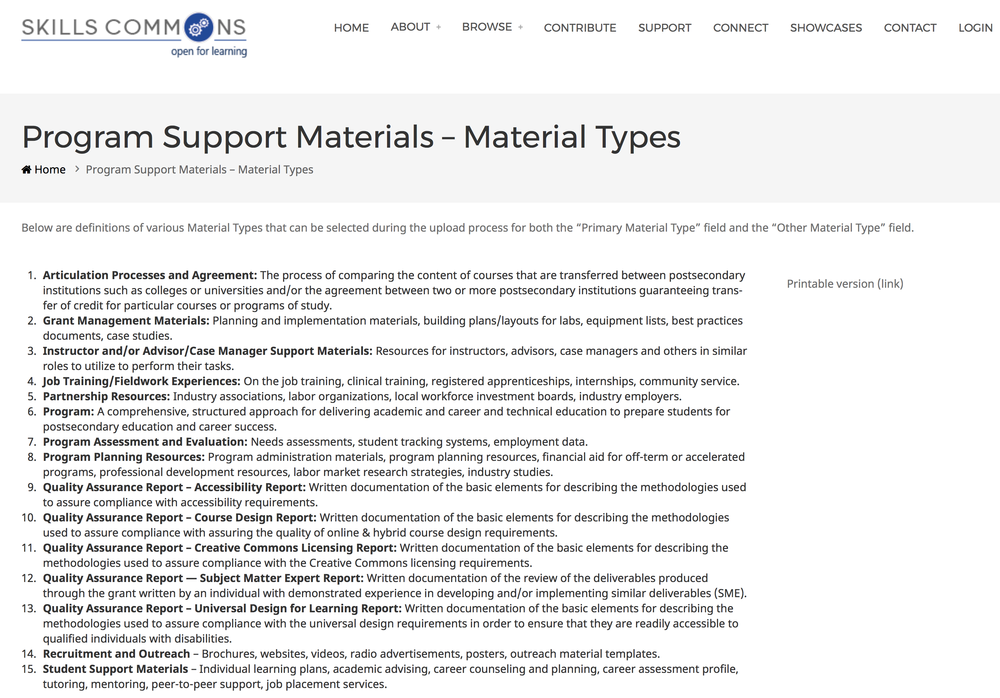 SKILLS COMMONS
open for learning
HOME ABOUT + BROWSE + CONTRIBUTE SUPPORT CONNECT SHOWCASES CONTACT LOGIN
Program Support Materials – Material Types
Home > Program Support Materials – Material Types
Below are definitions of various Material Types that can be selected during the upload process for both the “Primary Material Type” field and the “Other Material Type” field.
1. Articulation Processes and Agreement: The process of comparing the content of courses that are transferred between postsecondary
institutions such as colleges or universities and/or the agreement between two or more postsecondary institutions guaranteeing trans-
fer of credit for particular courses or programs of study.
2. Grant Management Materials: Planning and implementation materials, building plans/layouts for labs, equipment lists, best practices
documents, case studies.
3. Instructor and/or Advisor/Case Manager Support Materials: Resources for instructors, advisors, case managers and others in similar
roles to utilize to perform their tasks.
4. Job Training/Fieldwork Experiences: On the job training, clinical training, registered apprenticeships, internships, community service.
5. Partnership Resources: Industry associations, labor organizations, local workforce investment boards, industry employers.
6. Program: A comprehensive, structured approach for delivering academic and career and technical education to prepare students for
postsecondary education and career success.
7. Program Assessment and Evaluation: Needs assessments, student tracking systems, employment data.
8. Program Planning Resources: Program administration materials, program planning resources, financial aid for off-term or accelerated
programs, professional development resources, labor market research strategies, industry studies.
9. Quality Assurance Report – Accessibility Report: Written documentation of the basic elements for describing the methodologies used
to assure compliance with accessibility requirements.
10. Quality Assurance Report – Course Design Report: Written documentation of the basic elements for describing the methodologies
used to assure compliance with assuring the quality of online & hybrid course design requirements.
11. Quality Assurance Report – Creative Commons Licensing Report: Written documentation of the basic elements for describing the
methodologies used to assure compliance with the Creative Commons licensing requirements.
12. Quality Assurance Report — Subject Matter Expert Report: Written documentation of the review of the deliverables produced
through the grant written by an individual with demonstrated experience in developing and/or implementing similar deliverables (SME).
13. Quality Assurance Report – Universal Design for Learning Report: Written documentation of the basic elements for describing the
methodologies used to assure compliance with the universal design requirements in order to ensure that they are readily accessible to
qualified individuals with disabilities.
14. Recruitment and Outreach – Brochures, websites, videos, radio advertisements, posters, outreach material templates.
15. Student Support Materials – Individual learning plans, academic advising, career counseling and planning, career assessment profile,
tutoring, mentoring, peer-to-peer support, job placement services.
Printable version (link)